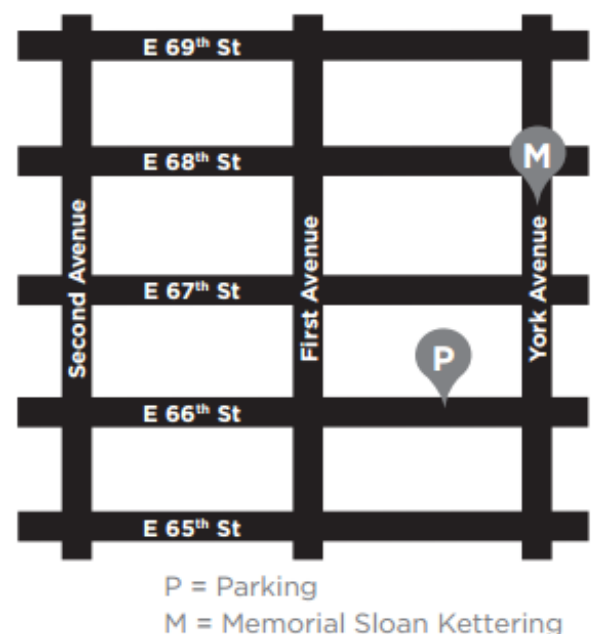 E 69th St
E 68th St
M
Second Avenue
First Avenue
York Avenue
E 67th St
P
E 66th St
E 65th St
P = Parking
M = Memorial Sloan Kettering